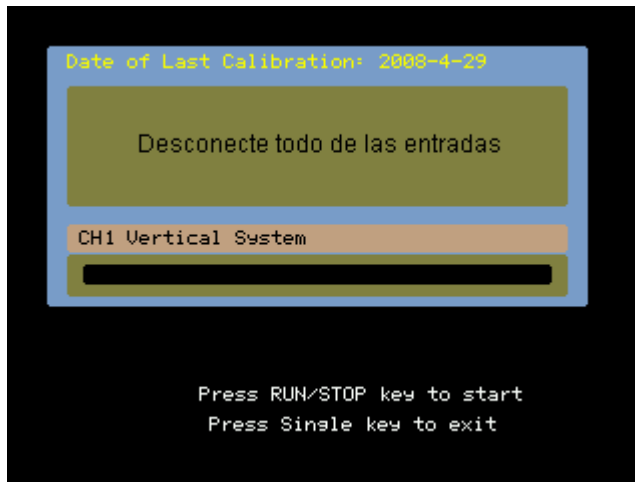 Date of Last Calibration: 2008-4-29
Desconecte todo de las entradas
CH1 Vertical System
Press RUN/STOP key to start
Press Single key to exit